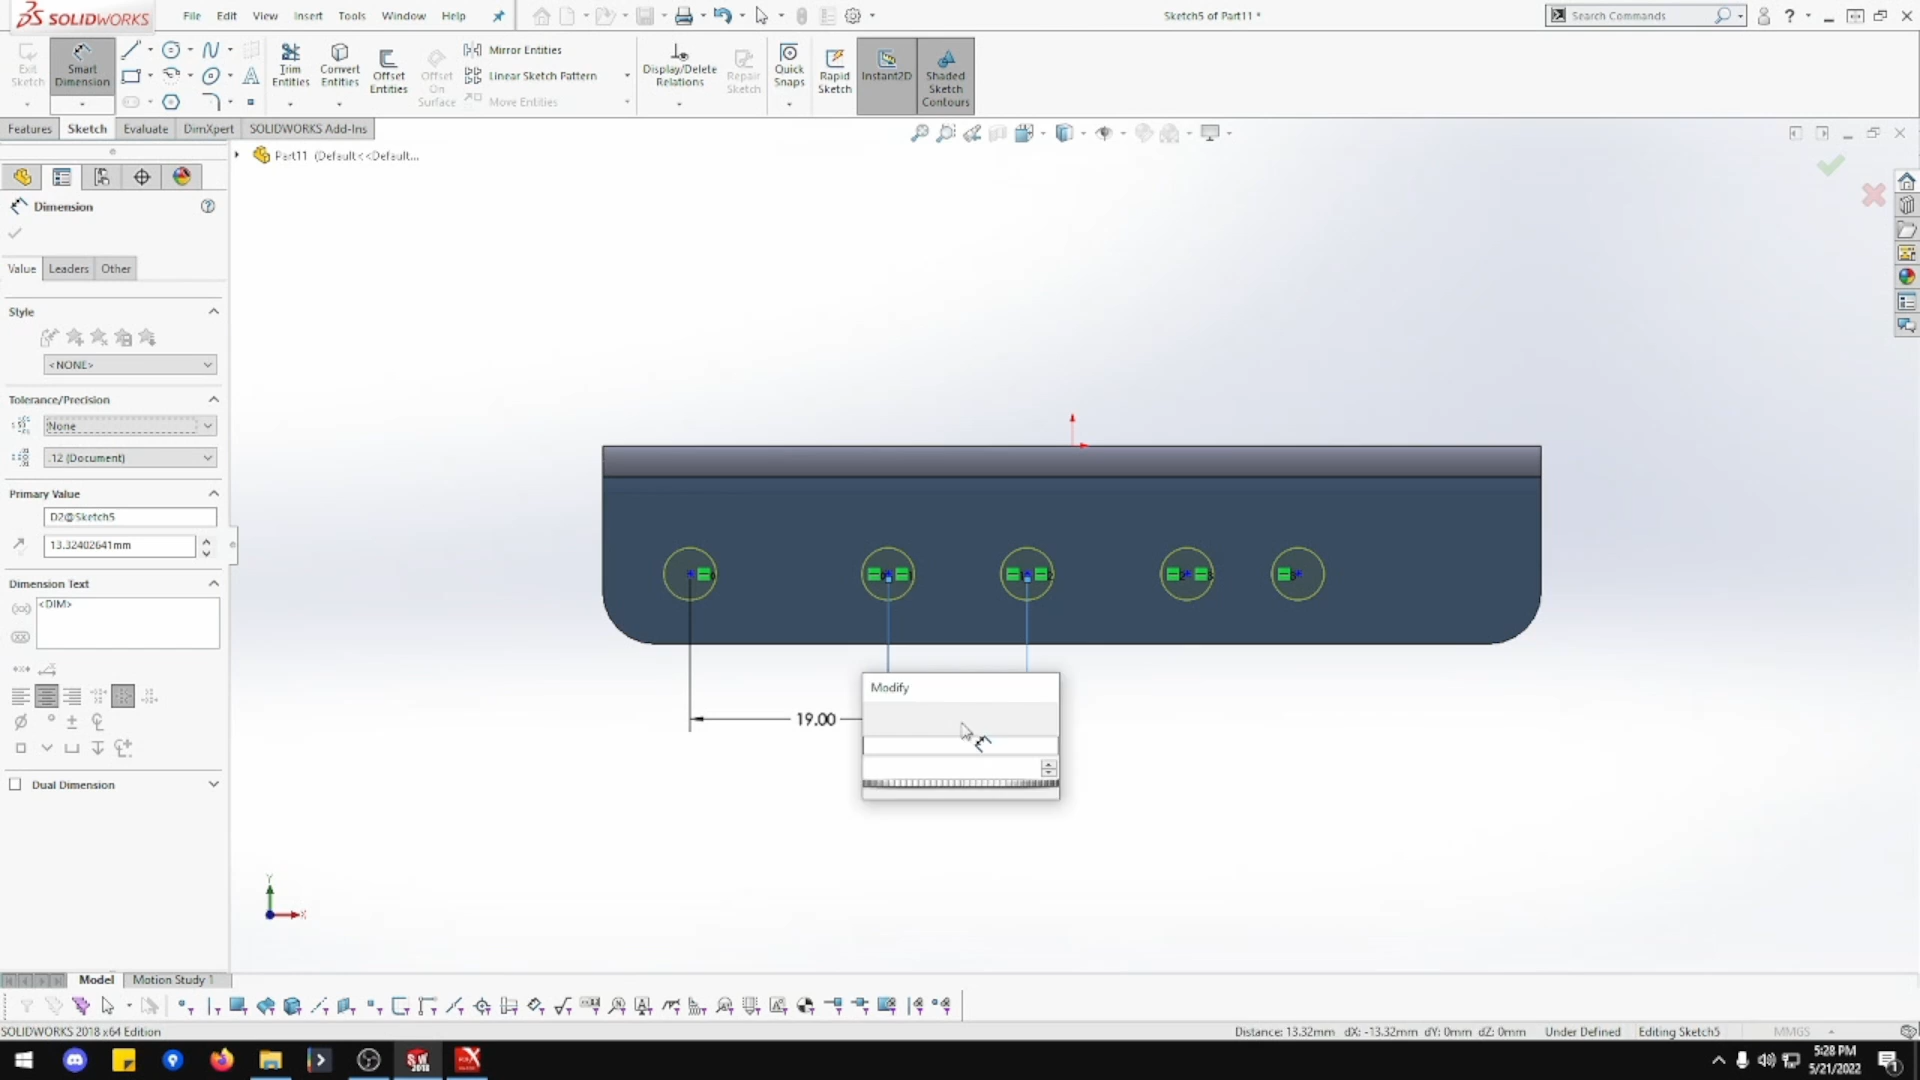 SOLIDWORKS
File
Edit
View
Insert
Tools
Window
Help
Sketch5 of Part11 *
Search Commands
Exit Sketch
Smart Dimension
Trim Entities
Convert Entities
Offset Entities
Offset On Surface
Mirror Entities
Linear Sketch Pattern
Move Entities
Display/Delete Relations
Repair Sketch
Quick Snaps
Rapid Sketch
Instant2D
Shaded Sketch Contours
Features
Sketch
Evaluate
DimXpert
SOLIDWORKS Add-Ins
Part11 (Default<<Default...
Dimension
Value
Leaders
Other
Style
<NONE>
Tolerance/Precision
None
.12 (Document)
Primary Value
D2@Sketch5
13.32402641mm
Dimension Text
<DIM>
Dual Dimension
19.00
Modify
Y
X
Model
Motion Study 1
SOLIDWORKS 2018 x64 Edition
Distance: 13.32mm dX: -13.32mm dY: 0mm dZ: 0mm
Under Defined
Editing Sketch5
MMGS
5:28 PM
5/21/2022